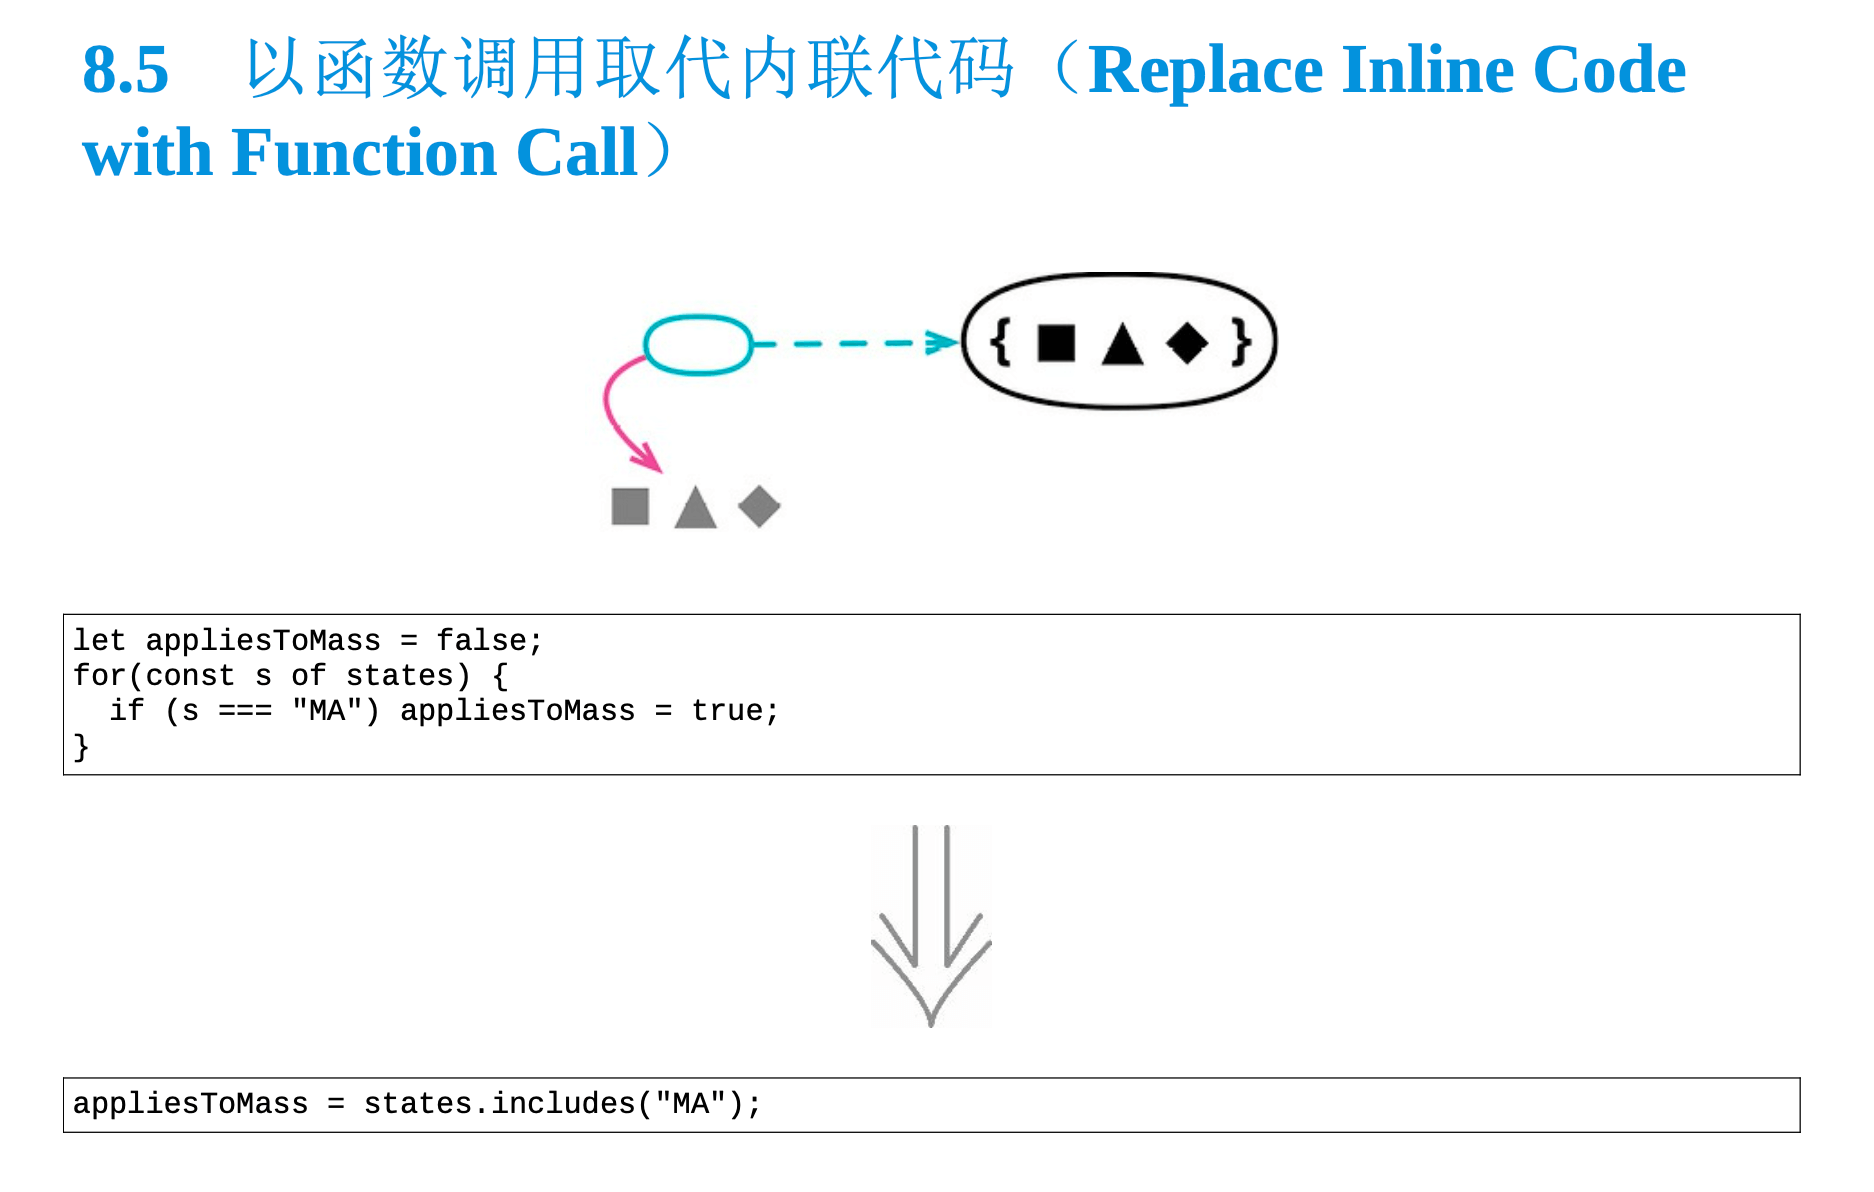 8.5 以函数调用取代内联代码（Replace Inline Code
with Function Call）
{ ■ ▲ ◆ }
■ ▲ ◆
let appliesToMass = false;
for(const s of states) {
  if (s === "MA") appliesToMass = true;
}
appliesToMass = states.includes("MA");